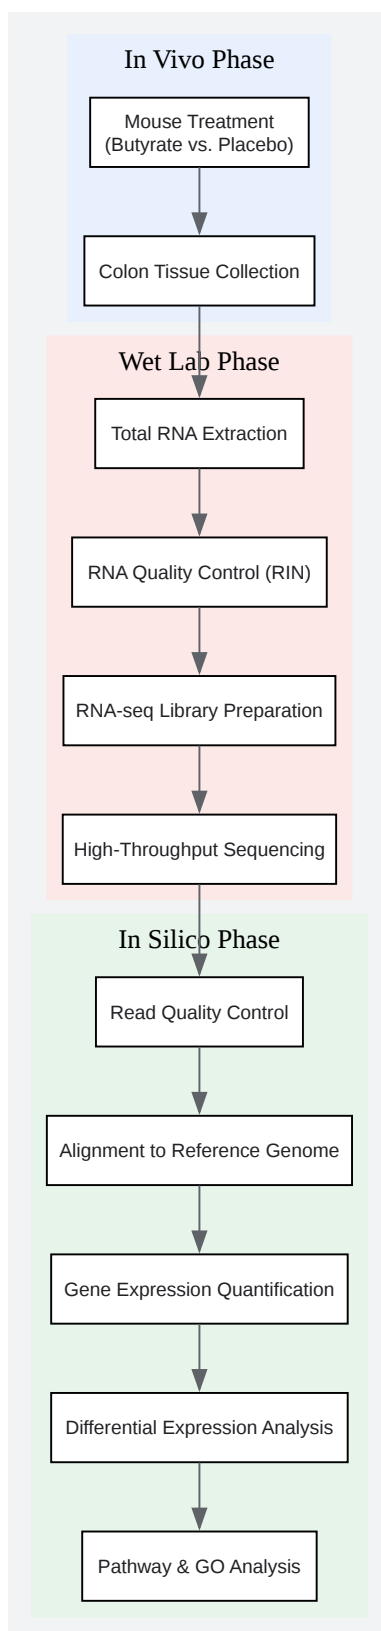 In Vivo Phase
Mouse Treatment
(Butyrate vs. Placebo)
Colon Tissue Collection
Wet Lab Phase
Total RNA Extraction
RNA Quality Control (RIN)
RNA-seq Library Preparation
High-Throughput Sequencing
In Silico Phase
Read Quality Control
Alignment to Reference Genome
Gene Expression Quantification
Differential Expression Analysis
Pathway & GO Analysis